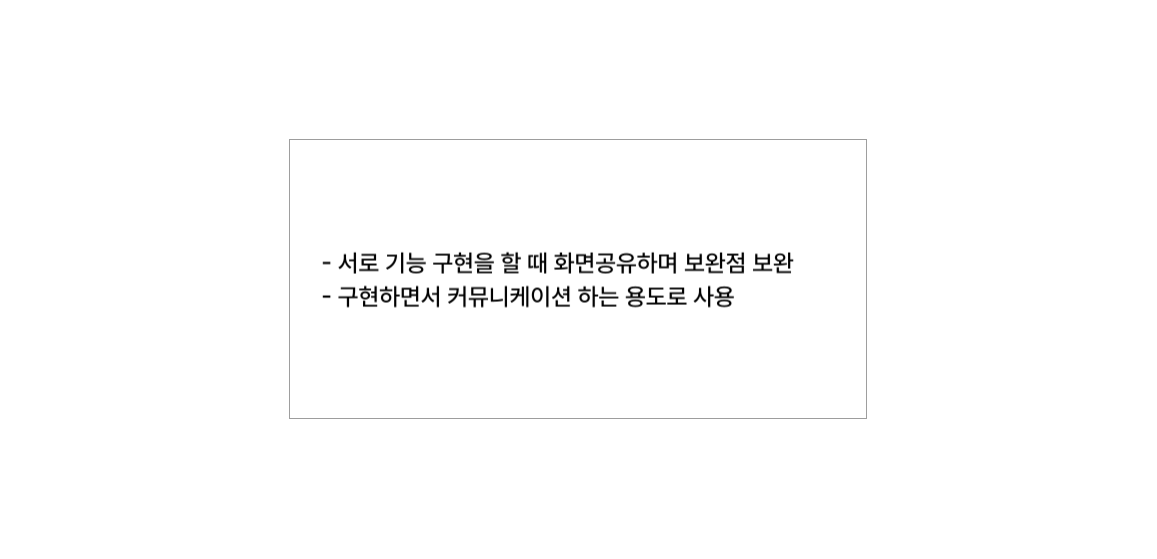 - 서로 기능 구현을 할 때 화면공유하며 보완점 보완
- 구현하면서 커뮤니케이션 하는 용도로 사용